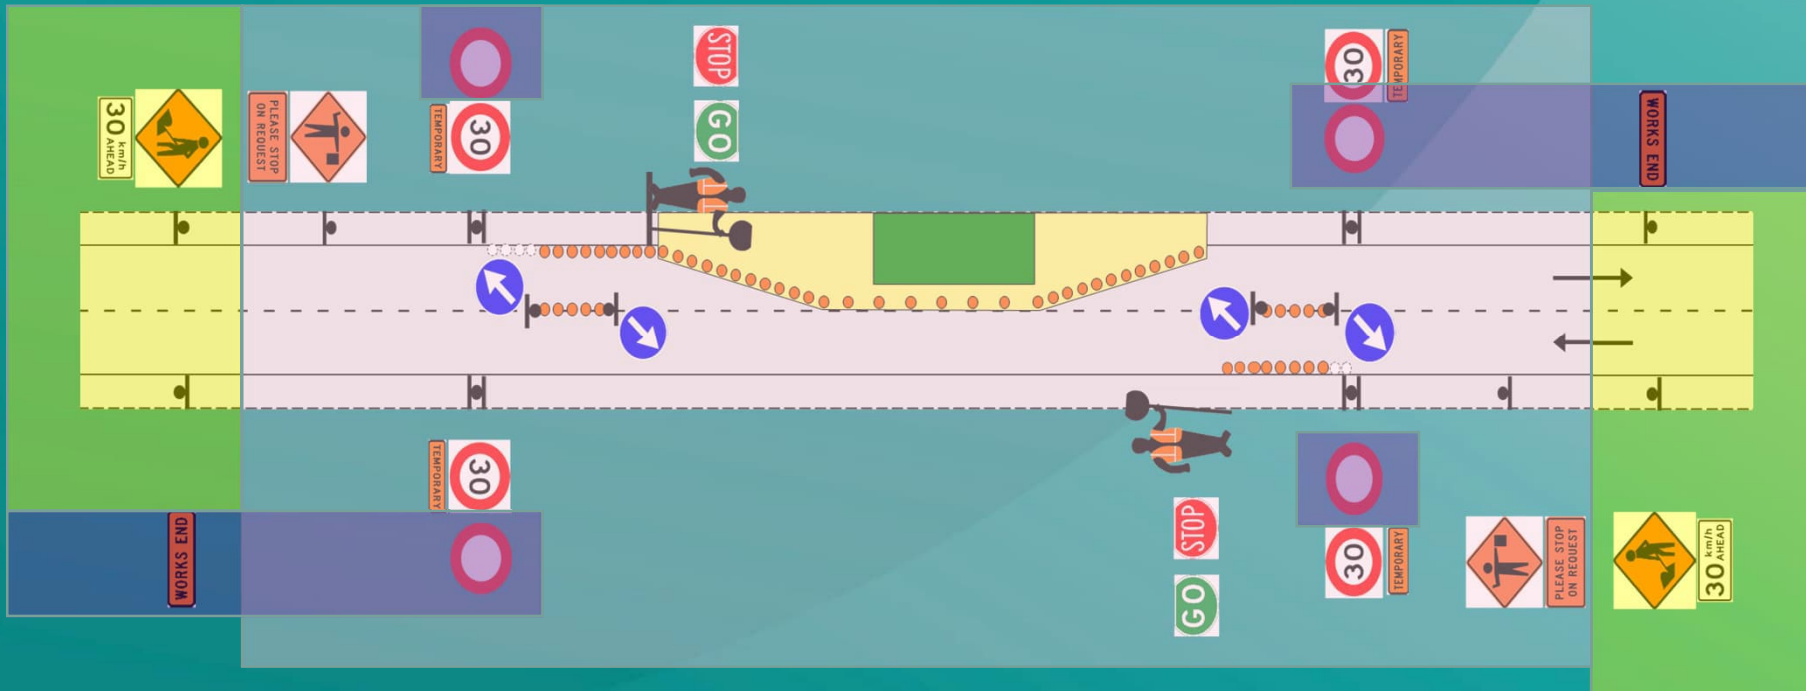 30 km/h
AHEAD
PLEASE STOP
ON REQUEST
TEMPORARY
30
STOP
GO
30
TEMPORARY
WORKS END
WORKS END
TEMPORARY
30
STOP
GO
30
TEMPORARY
PLEASE STOP
ON REQUEST
30 km/h
AHEAD